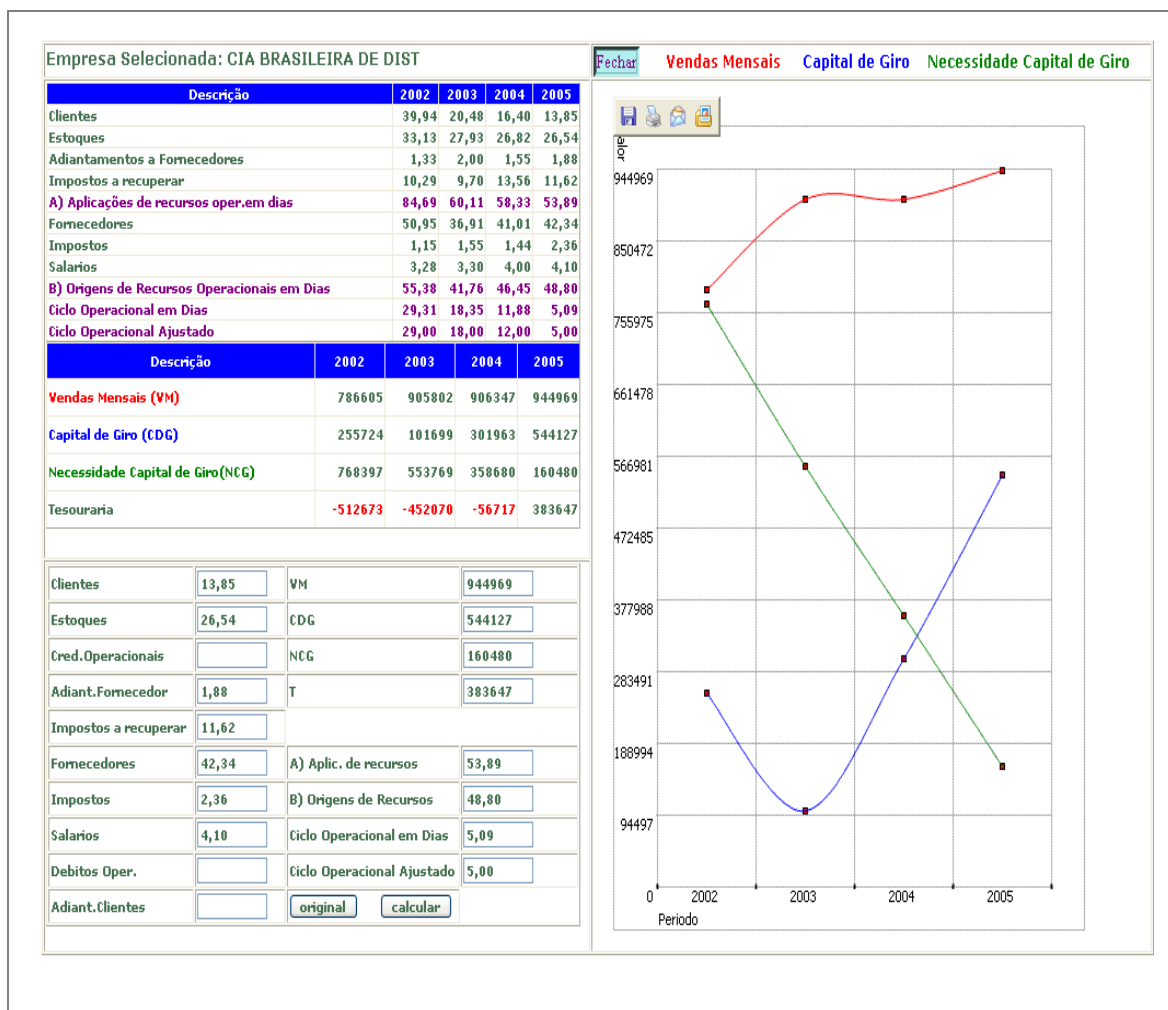 Empresa Selecionada: CIA BRASILEIRA DE DIST
Fechar Vendas Mensais Capital de Giro Necessidade Capital de Giro
Descrição 2002 2003 2004 2005
Clientes 39,94 20,48 16,40 13,85
Estoques 33,13 27,93 26,82 26,54
Adiantamentos a Fornecedores 1,33 2,00 1,55 1,88
Impostos a recuperar 10,29 9,70 13,56 11,62
A) Aplicações de recursos oper.em dias 84,69 60,11 58,33 53,89
Fornecedores 50,95 36,91 41,01 42,34
Impostos 1,15 1,55 1,44 2,36
Salarios 3,28 3,30 4,00 4,10
B) Origens de Recursos Operacionais em Dias 55,38 41,76 46,45 48,80
Ciclo Operacional em Dias 29,31 18,35 11,88 5,09
Ciclo Operacional Ajustado 29,00 18,00 12,00 5,00
Descrição 2002 2003 2004 2005
Vendas Mensais (VM) 786605 905802 906347 944969
Capital de Giro (CDG) 255724 101699 301963 544127
Necessidade Capital de Giro(NCG) 768397 553769 358680 160480
Tesouraria -512673 -452070 -56717 383647
Clientes 13,85 VM 944969
Estoques 26,54 CDG 544127
Cred.Operacionais NCG 160480
Adiant.Fornecedor 1,88 T 383647
Impostos a recuperar 11,62
Fornecedores 42,34 A) Aplic. de recursos 53,89
Impostos 2,36 B) Origens de Recursos 48,80
Salarios 4,10 Ciclo Operacional em Dias 5,09
Debitos Oper. Ciclo Operacional Ajustado 5,00
Adiant.Clientes original calcular
alor
944969
850472
755975
661478
566981
472485
377988
283491
188994
94497
0 2002 2003 2004 2005
Periodo